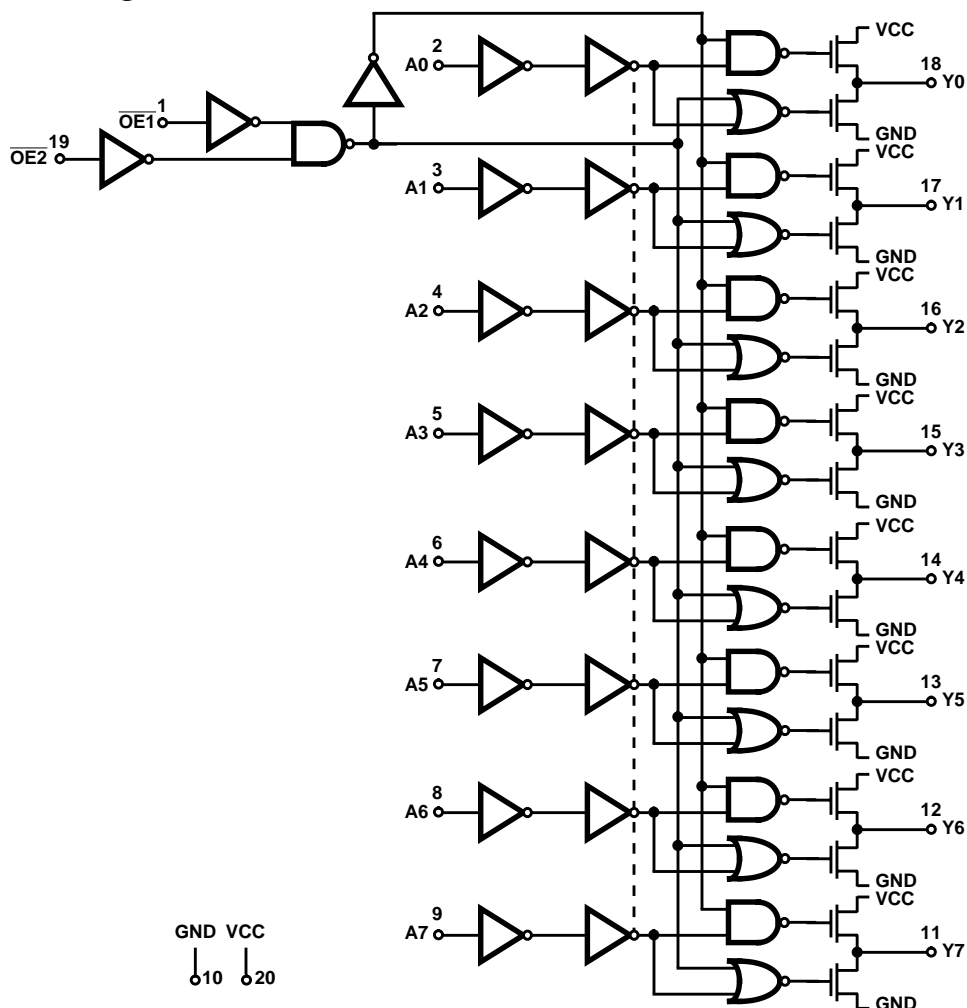 VCC
2
A0
18
Y0
1
O̅E̅1̅
GND
19
O̅E̅2̅
VCC
3
A1
17
Y1
GND
VCC
4
A2
16
Y2
GND
VCC
5
A3
15
Y3
GND
VCC
6
A4
14
Y4
GND
VCC
7
A5
13
Y5
GND
VCC
8
A6
12
Y6
GND
VCC
9
A7
11
Y7
GND VCC
10 20
GND